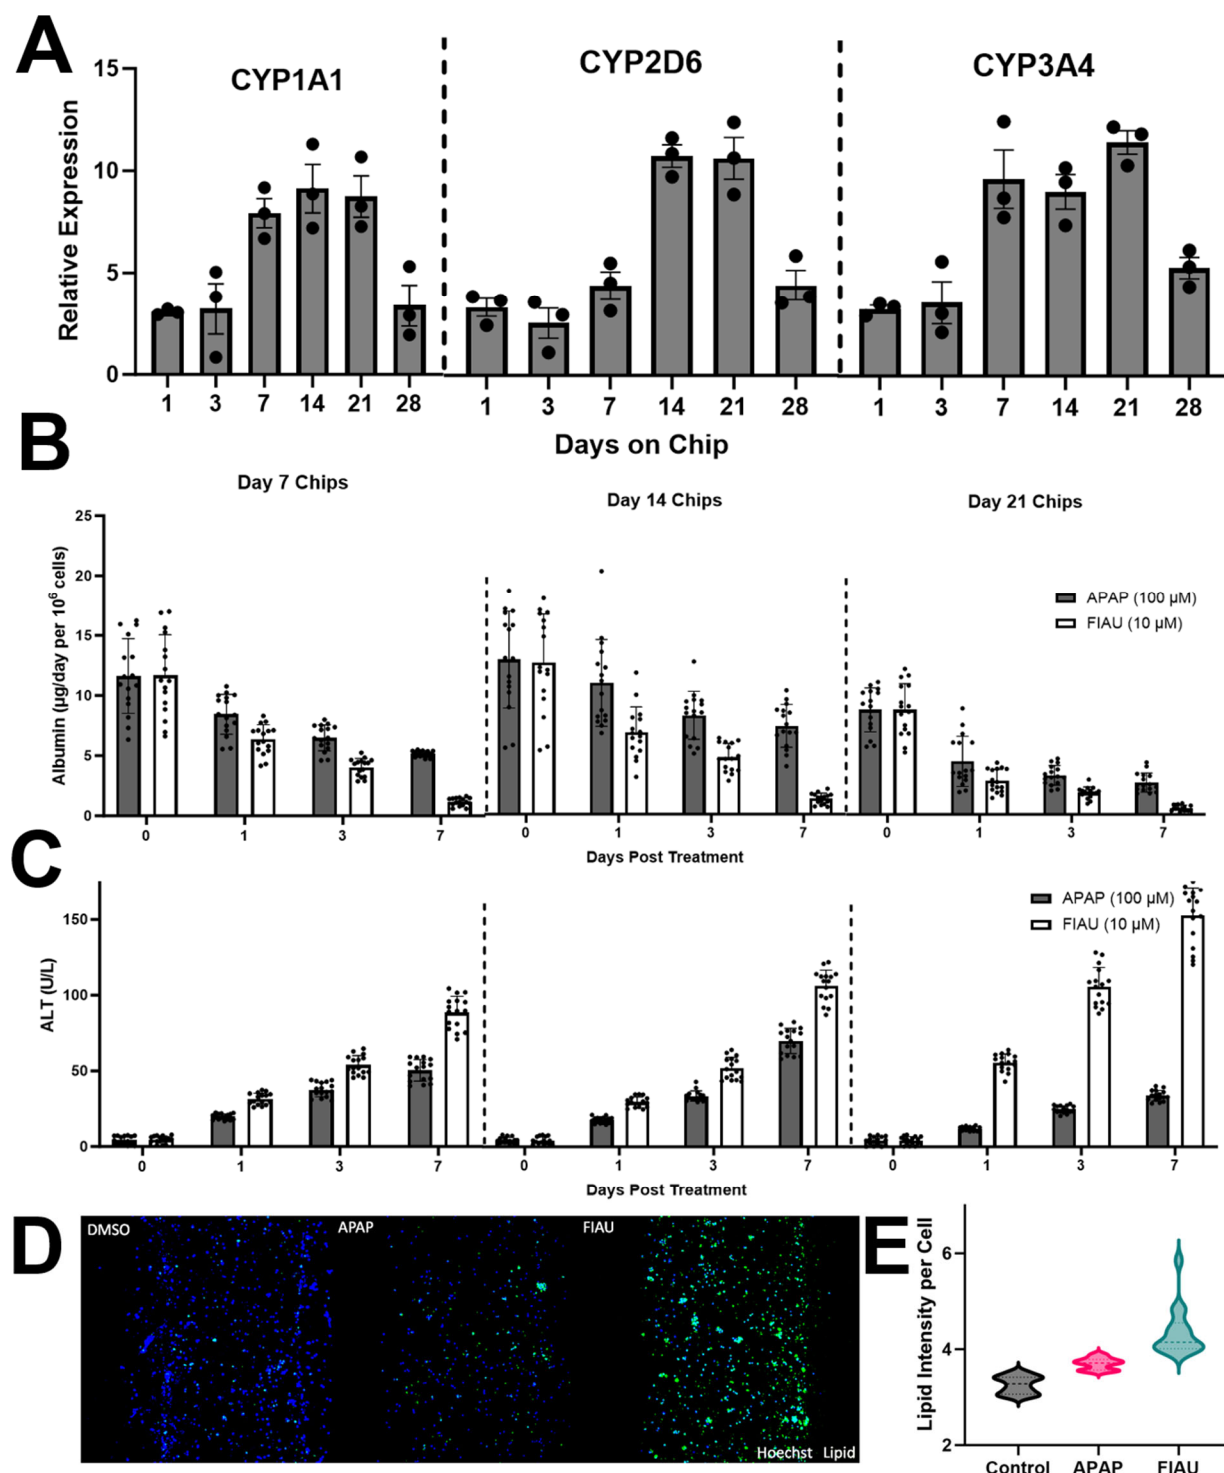 A
CYP1A1
CYP2D6
CYP3A4
Relative Expression
15
10
5
0
1 3 7 14 21 28
1 3 7 14 21 28
1 3 7 14 21 28
Days on Chip
B
Day 7 Chips
Day 14 Chips
Day 21 Chips
Albumin (µg/day per 10⁶ cells)
25
20
15
10
5
0
APAP (100 µM)
FIAU (10 µM)
0 1 3 7
0 1 3 7
0 1 3 7
Days Post Treatment
C
ALT (U/L)
150
100
50
0
APAP (100 µM)
FIAU (10 µM)
0 1 3 7
0 1 3 7
0 1 3 7
Days Post Treatment
D
DMSO
APAP
FIAU
Hoechst Lipid
E
Lipid Intensity per Cell
6
4
2
Control APAP FIAU